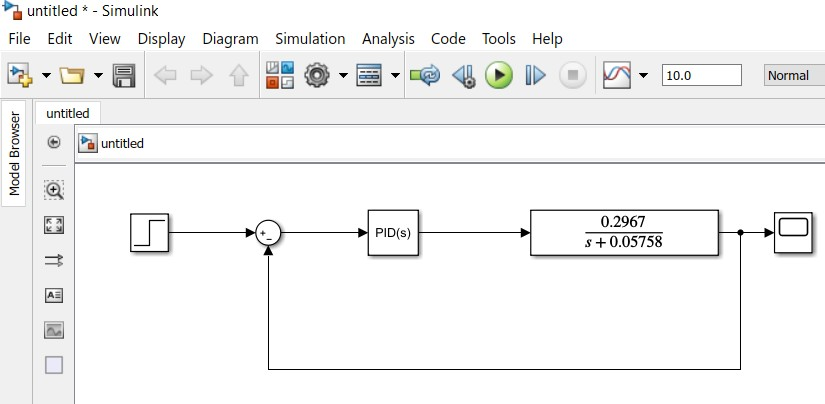 untitled * - Simulink
File Edit View Display Diagram Simulation Analysis Code Tools Help
10.0 Normal
Model Browser
untitled
untitled
PID(s)
0.2967
s + 0.05758